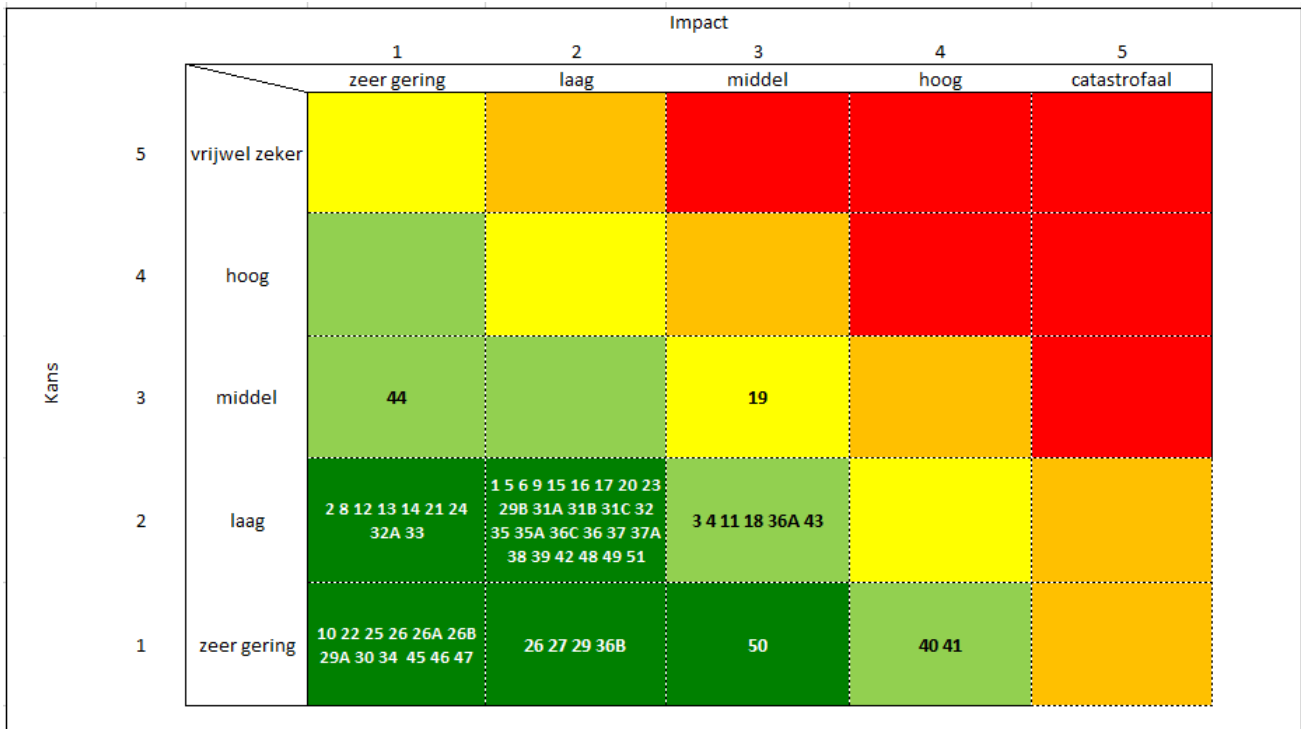 Impact
1 2 3 4 5
zeer gering laag middel hoog catastrofaal
5 vrijwel zeker
4 hoog
Kans
3 middel 44 19
2 laag
2 8 12 13 14 21 24
32A 33
1 5 6 9 15 16 17 20 23
29B 31A 31B 31C 32
35 35A 36C 36 37 37A
38 39 42 48 49 51
3 4 11 18 36A 43
1 zeer gering
10 22 25 26 26A 26B
29A 30 34 45 46 47
26 27 29 36B
50
40 41